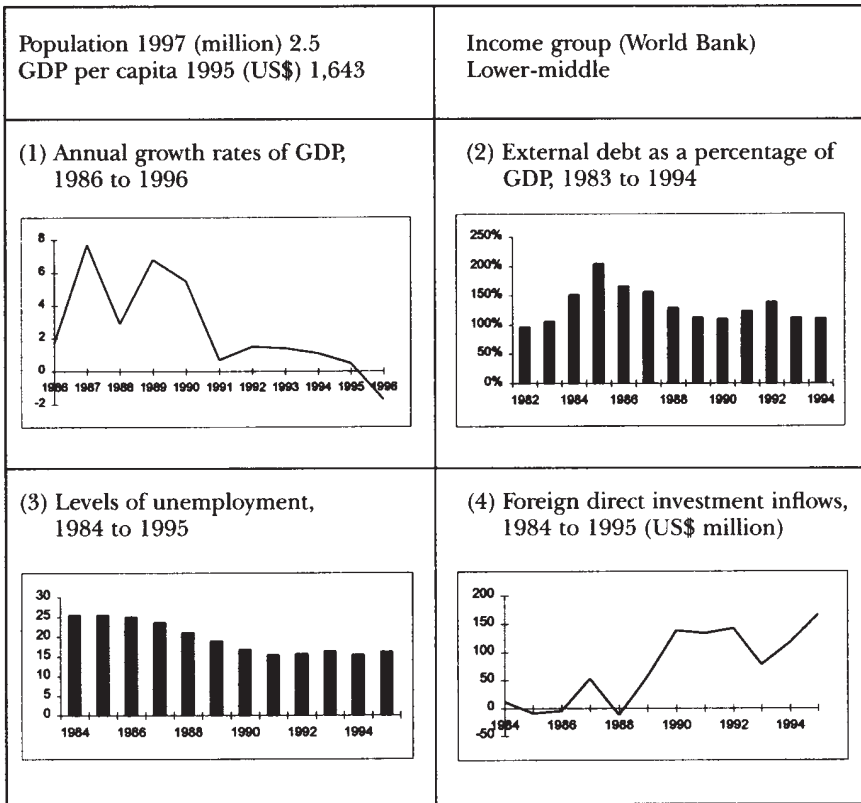 Population 1997 (million) 2.5
GDP per capita 1995 (US$) 1,643
Income group (World Bank)
Lower-middle
(1) Annual growth rates of GDP,
1986 to 1996
8
6
4
2
0
-2
1986 1987 1988 1989 1990 1991 1992 1993 1994 1995 1996
(2) External debt as a percentage of
GDP, 1983 to 1994
250%
200%
150%
100%
50%
0%
1982 1984 1986 1988 1990 1992 1994
(3) Levels of unemployment,
1984 to 1995
30
25
20
15
10
5
0
1984 1986 1988 1990 1992 1994
(4) Foreign direct investment inflows,
1984 to 1995 (US$ million)
200
150
100
50
0
-50
1984 1986 1988 1990 1992 1994